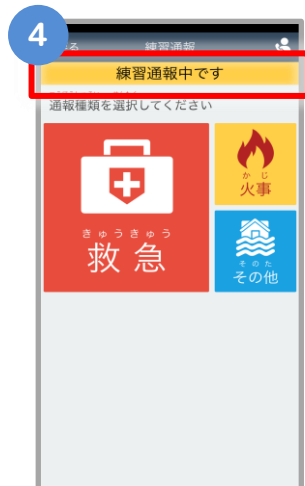 4
る
練習通報
練習通報中です
通報種類を選択してください
きゅうきゅう
救急
かじ
火事
そのた
その他